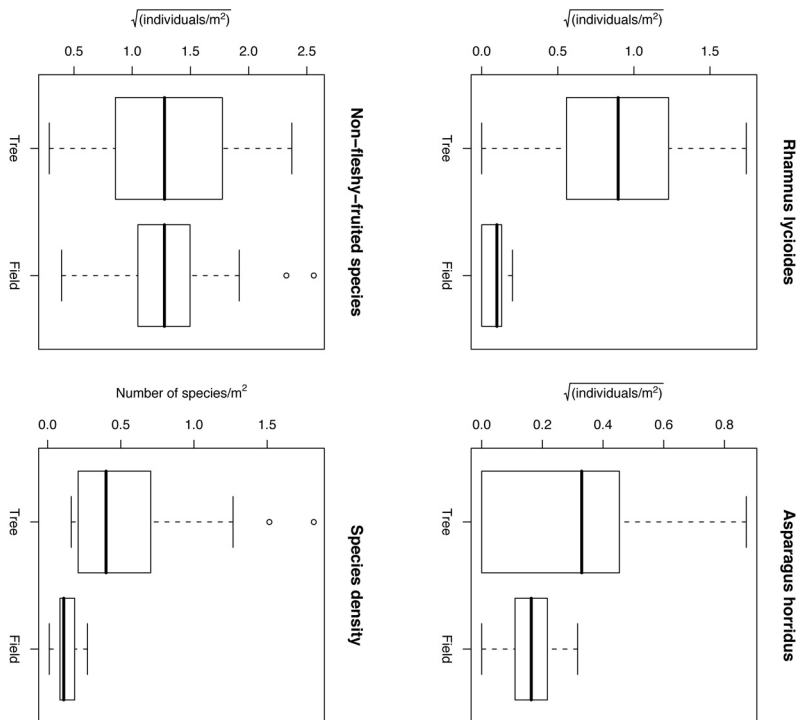 √(individuals/m²)
0.5 1.0 1.5 2.0 2.5
Tree
Field
Non−fleshy−fruited species
√(individuals/m²)
0.0 0.5 1.0 1.5
Tree
Field
Rhamnus lycioides
Number of species/m²
0.0 0.5 1.0 1.5
Tree
Field
Species density
√(individuals/m²)
0.0 0.2 0.4 0.6 0.8
Tree
Field
Asparagus horridus